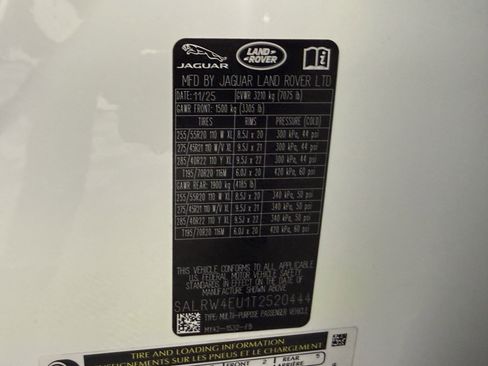 JAGUAR LAND ROVER
MFD BY JAGUAR LAND ROVER LTD
DATE: 11/25 GVWR 3210 kg (7075 lb)
GAWR FRONT: 1500 kg (3305 lb)
TIRES RIMS PRESSURE (COLD)
255/55R20 110 W XL 8.5J x 20 300 kPa, 44 psi
275/45R21 110 W/V XL 9.5J x 21 300 kPa, 44 psi
285/40R22 110 Y XL 9.5J x 22 300 kPa, 44 psi
T195/70R20 116M 6.0J x 20 420 kPa, 60 psi
GAWR REAR: 1900 kg (4185 lb)
255/55R20 110 W XL 8.5J x 20 340 kPa, 50 psi
275/45R21 110 W/V XL 9.5J x 21 340 kPa, 50 psi
285/40R22 110 Y XL 9.5J x 22 340 kPa, 50 psi
T195/70R20 116M 6.0J x 20 420 kPa, 60 psi
THIS VEHICLE CONFORMS TO ALL APPLICABLE
U.S. FEDERAL MOTOR VEHICLE SAFETY
STANDARDS IN EFFECT ON THE DATE OF
MANUFACTURE SHOWN ABOVE.
SALRW4EU1T2520444
TYPE: MULTI-PURPOSE PASSENGER VEHICLE
TIRE AND LOADING INFORMATION
RENSEIGNEMENTS SUR LES PNEUS ET LE CHARGEMENT
FRONT 2 REAR
ARRIÈRE